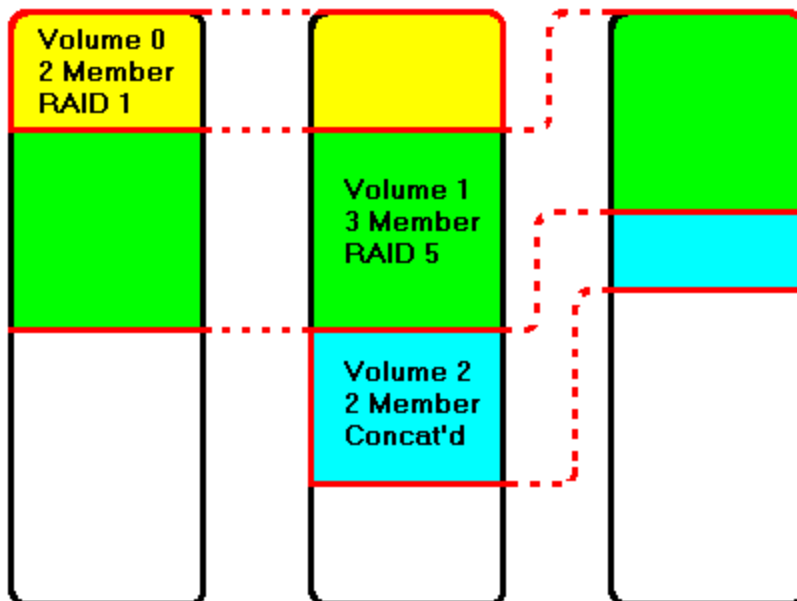 Volume 0
2 Member
RAID 1
Volume 1
3 Member
RAID 5
Volume 2
2 Member
Concat'd